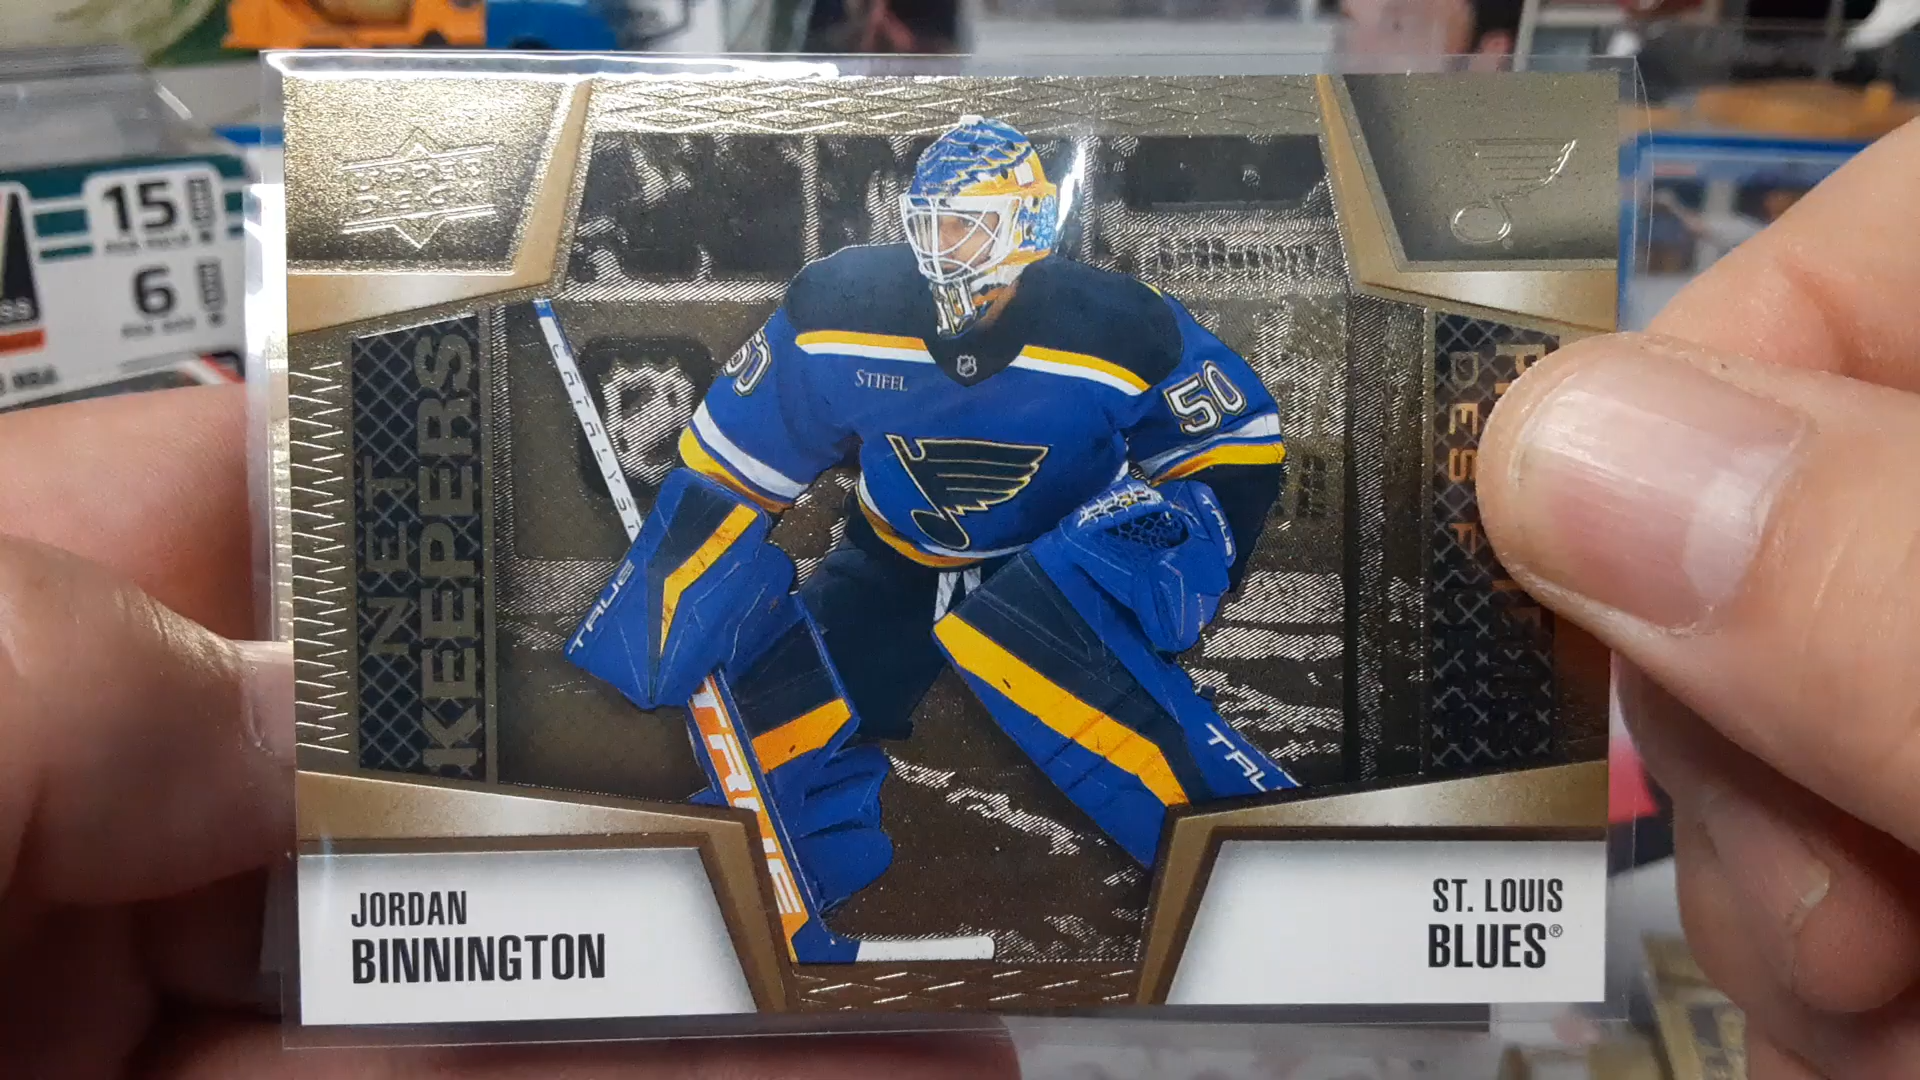 UPPER
DECK
15
6
NET
KEEPERS
STIFEL
50
50
CATALYST
TRUE
TRUE
TRUE
JORDAN
BINNINGTON
ST. LOUIS
BLUES®